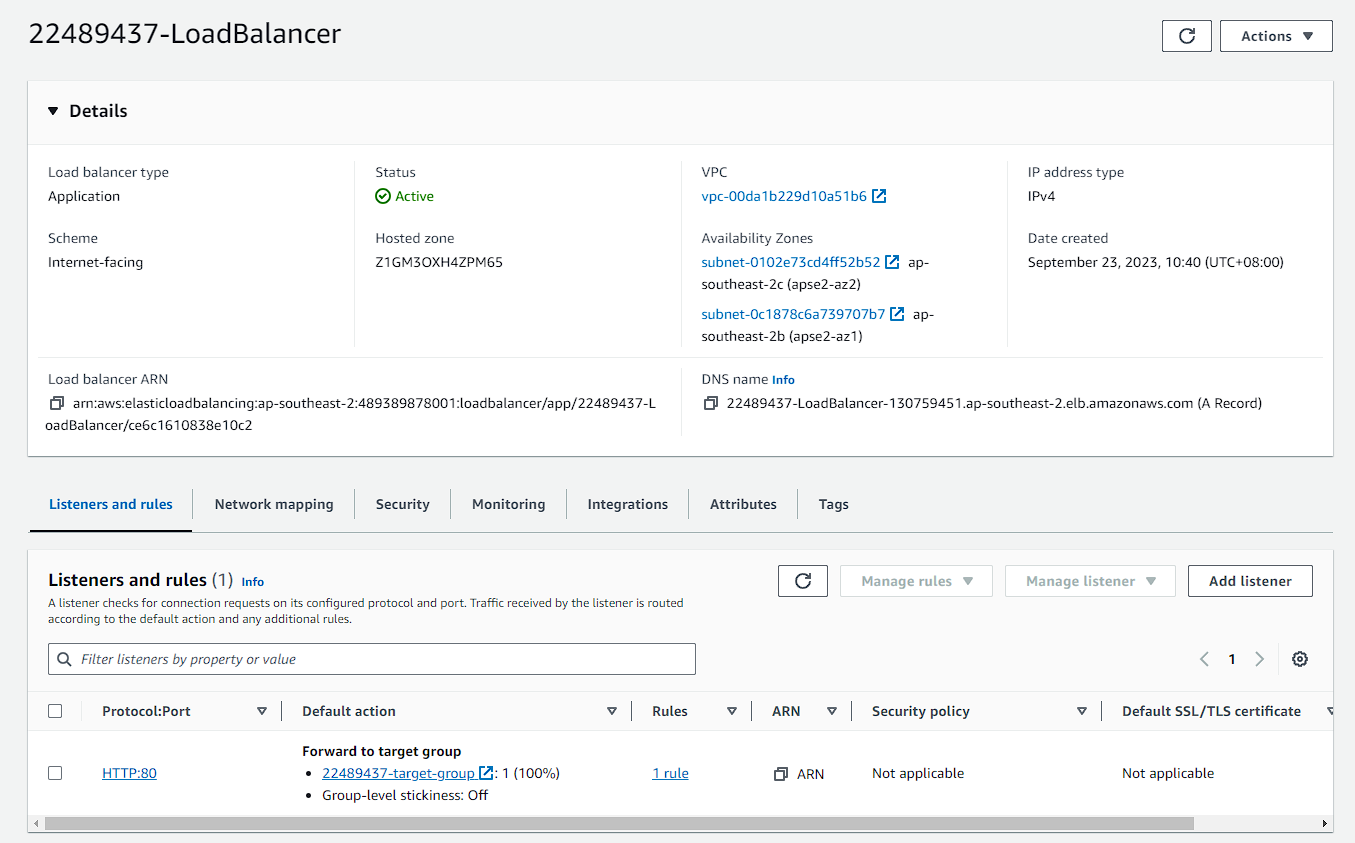 22489437-LoadBalancer
Actions
Details
Load balancer type
Application
Status
Active
VPC
vpc-00da1b229d10a51b6
IP address type
IPv4
Scheme
Internet-facing
Hosted zone
Z1GM3OXH4ZPM65
Availability Zones
subnet-0102e73cd4ff52b52 ap-
southeast-2c (apse2-az2)
subnet-0c1878c6a739707b7 ap-
southeast-2b (apse2-az1)
Date created
September 23, 2023, 10:40 (UTC+08:00)
Load balancer ARN
arn:aws:elasticloadbalancing:ap-southeast-2:489389878001:loadbalancer/app/22489437-L
oadBalancer/ce6c1610838e10c2
DNS name Info
22489437-LoadBalancer-130759451.ap-southeast-2.elb.amazonaws.com (A Record)
Listeners and rules
Network mapping
Security
Monitoring
Integrations
Attributes
Tags
Listeners and rules (1) Info
A listener checks for connection requests on its configured protocol and port. Traffic received by the listener is routed
according to the default action and any additional rules.
Manage rules
Manage listener
Add listener
Filter listeners by property or value
1
Protocol:Port
Default action
Rules
ARN
Security policy
Default SSL/TLS certificate
HTTP:80
Forward to target group
• 22489437-target-group : 1 (100%)
• Group-level stickiness: Off
1 rule
ARN
Not applicable
Not applicable